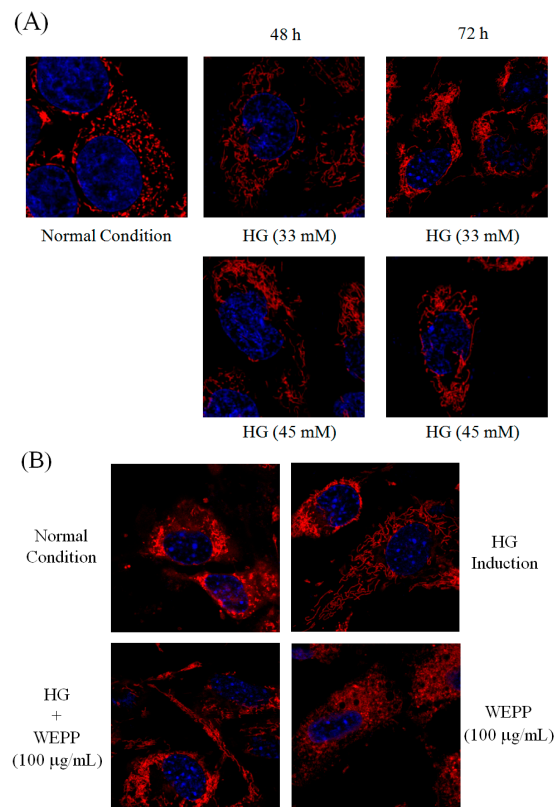 (A)
48 h
72 h
Normal Condition
HG (33 mM)
HG (33 mM)
HG (45 mM)
HG (45 mM)
(B)
Normal
Condition
HG
Induction
HG
+
WEPP
(100 µg/mL)
WEPP
(100 µg/mL)